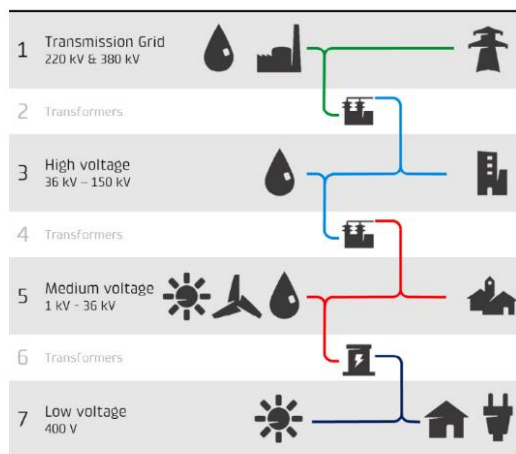 1 Transmission Grid
220 kV & 380 kV
2 Transformers
3 High voltage
36 kV – 150 kV
4 Transformers
5 Medium voltage
1 kV - 36 kV
6 Transformers
7 Low voltage
400 V